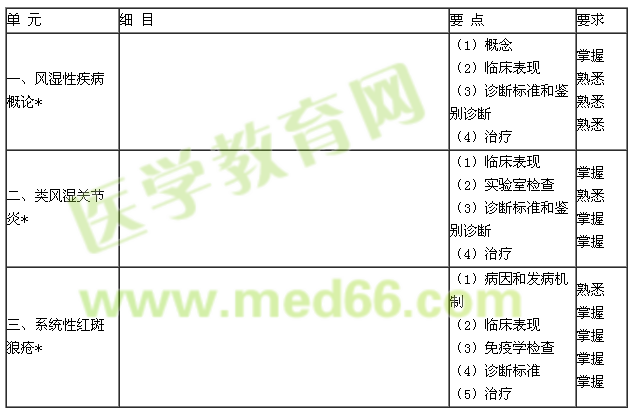 单 元 细 目 要 点 要求
一、风湿性疾病
概论*
（1）概念
（2）临床表现
（3）诊断标准和鉴
别诊断
（4）治疗
掌握
熟悉
熟悉
熟悉
二、类风湿关节
炎*
（1）临床表现
（2）实验室检查
（3）诊断标准和鉴
别诊断
（4）治疗
掌握
熟悉
掌握
掌握
三、系统性红斑
狼疮*
（1）病因和发病机
制
（2）临床表现
（3）免疫学检查
（4）诊断标准
（5）治疗
熟悉
掌握
掌握
掌握
掌握
医学教育网
www.med66.com